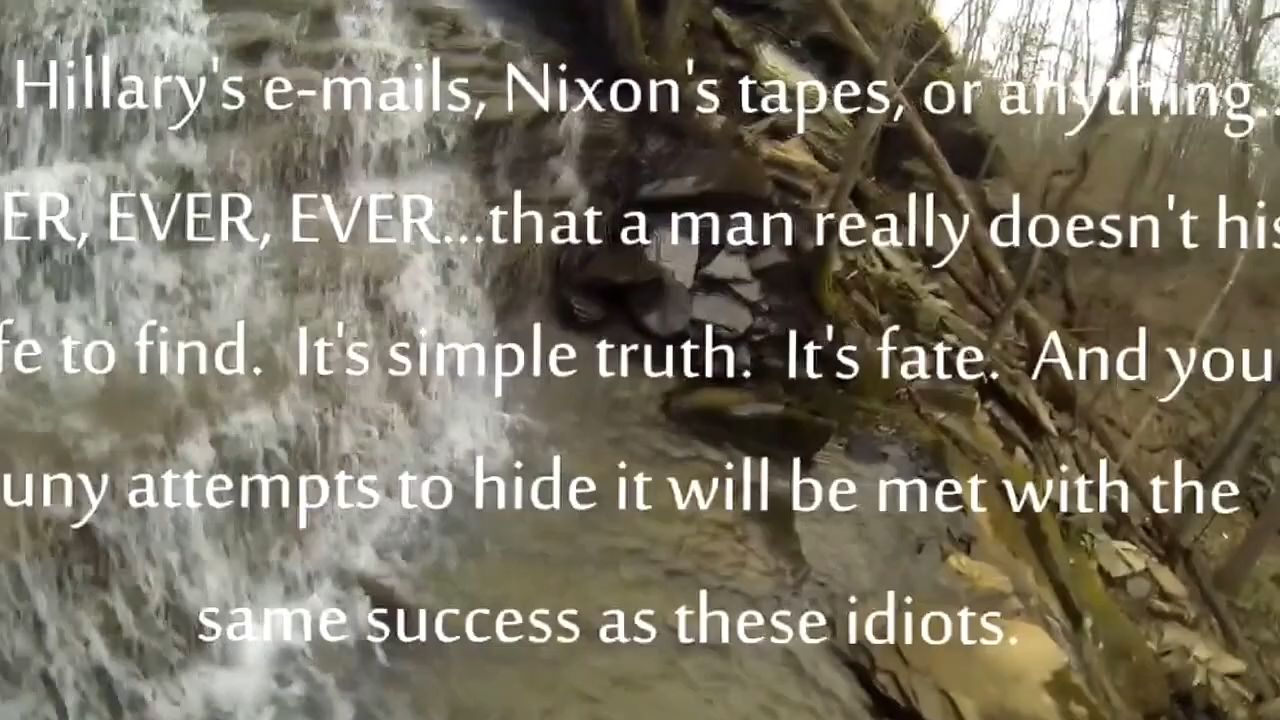 Hillary's e-mails, Nixon's tapes, or anything..
ER, EVER, EVER...that a man really doesn't his
fe to find. It's simple truth. It's fate. And you
uny attempts to hide it will be met with the
same success as these idiots.